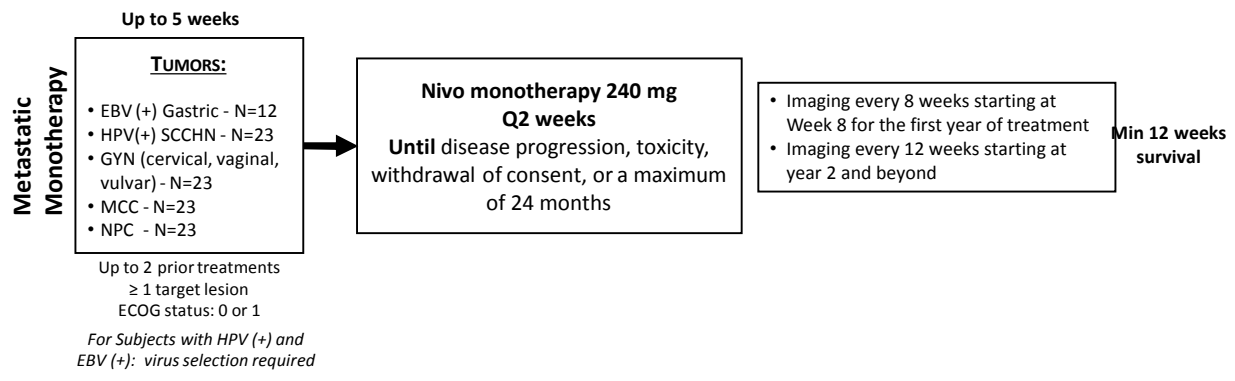 Up to 5 weeks
Metastatic
Monotherapy
TUMORS:
• EBV (+) Gastric - N=12
• HPV(+) SCCHN - N=23
• GYN (cervical, vaginal,
vulvar) - N=23
• MCC - N=23
• NPC - N=23
Up to 2 prior treatments
≥ 1 target lesion
ECOG status: 0 or 1
For Subjects with HPV (+) and
EBV (+): virus selection required
Nivo monotherapy 240 mg
Q2 weeks
Until disease progression, toxicity,
withdrawal of consent, or a maximum
of 24 months
• Imaging every 8 weeks starting at
Week 8 for the first year of treatment
• Imaging every 12 weeks starting at
year 2 and beyond
Min 12 weeks
survival